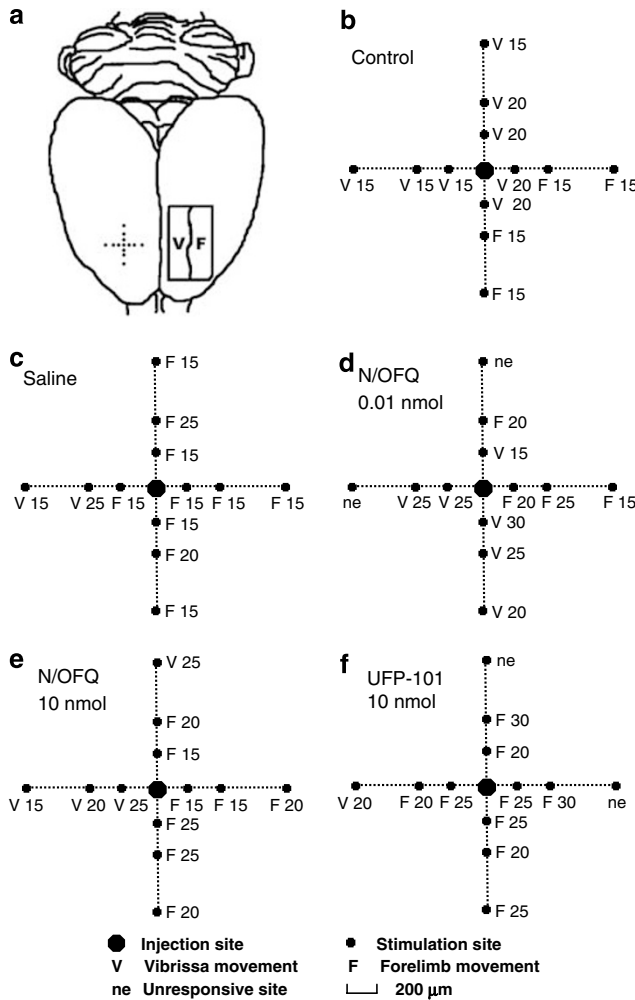 a
V F
b
Control
V 15
V 20
V 20
V 15 V 15 V 15 V 20 F 15 F 15
V 20
F 15
F 15
c
Saline
F 15
F 25
F 15
V 15 V 25 F 15 F 15 F 15 F 15
F 15
F 20
F 15
d
N/OFQ
0.01 nmol
ne
F 20
V 15
ne V 25 V 25 F 20 F 25 F 15
V 30
V 25
V 20
e
N/OFQ
10 nmol
V 25
F 20
F 15
V 15 V 20 V 25 F 15 F 15 F 20
F 25
F 25
F 20
f
UFP-101
10 nmol
ne
F 30
F 20
V 20 F 20 F 25 F 25 F 30 ne
F 25
F 20
F 25
Injection site
Stimulation site
V Vibrissa movement
F Forelimb movement
ne Unresponsive site
200 µm